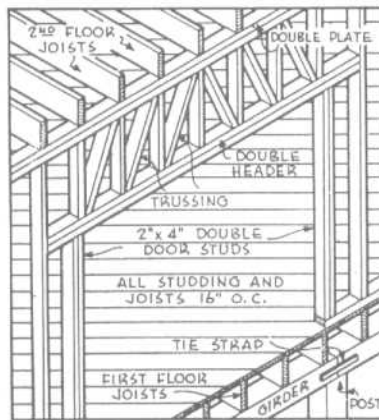 2ND FLOOR
JOISTS
DOUBLE PLATE
DOUBLE
HEADER
TRUSSING
2"x 4" DOUBLE
DOOR STUDS
ALL STUDDING AND
JOISTS 16" O.C.
TIE STRAP
FIRST FLOOR
JOISTS
GIRDER
POST